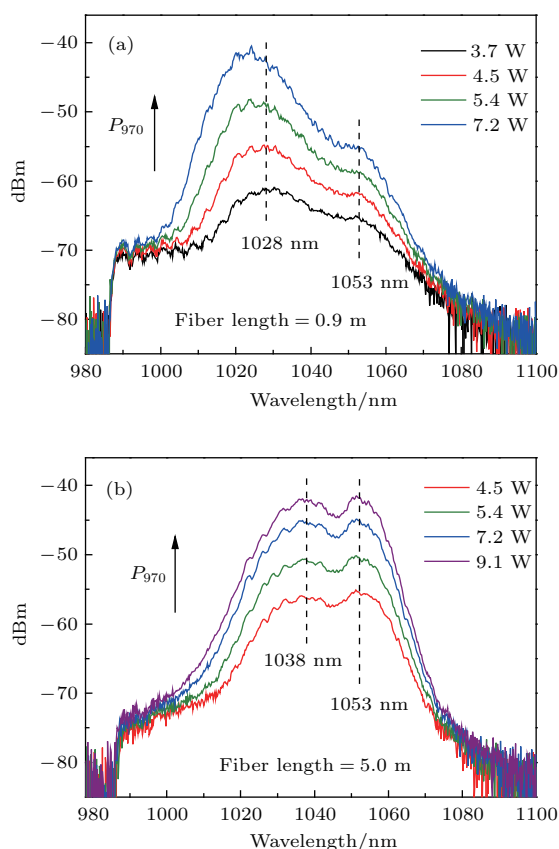 (a)
3.7 W
4.5 W
5.4 W
7.2 W
P970
1028 nm
1053 nm
Fiber length = 0.9 m
dBm
−40
−50
−60
−70
−80
980 1000 1020 1040 1060 1080 1100
Wavelength/nm
(b)
4.5 W
5.4 W
7.2 W
9.1 W
P970
1038 nm
1053 nm
Fiber length = 5.0 m
dBm
−40
−50
−60
−70
−80
980 1000 1020 1040 1060 1080 1100
Wavelength/nm